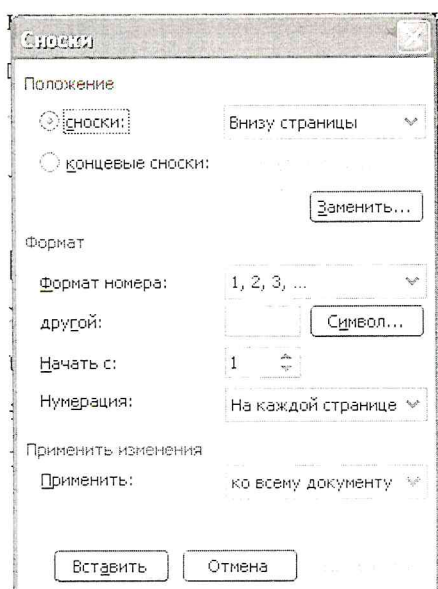 Сноски
Положение
сноски: Внизу страницы
концевые сноски:
Заменить...
Формат
Формат номера: 1, 2, 3, ...
другой: Символ...
Начать с: 1
Нумерация: На каждой странице
Применить изменения
Применить: ко всему документу
Вставить Отмена